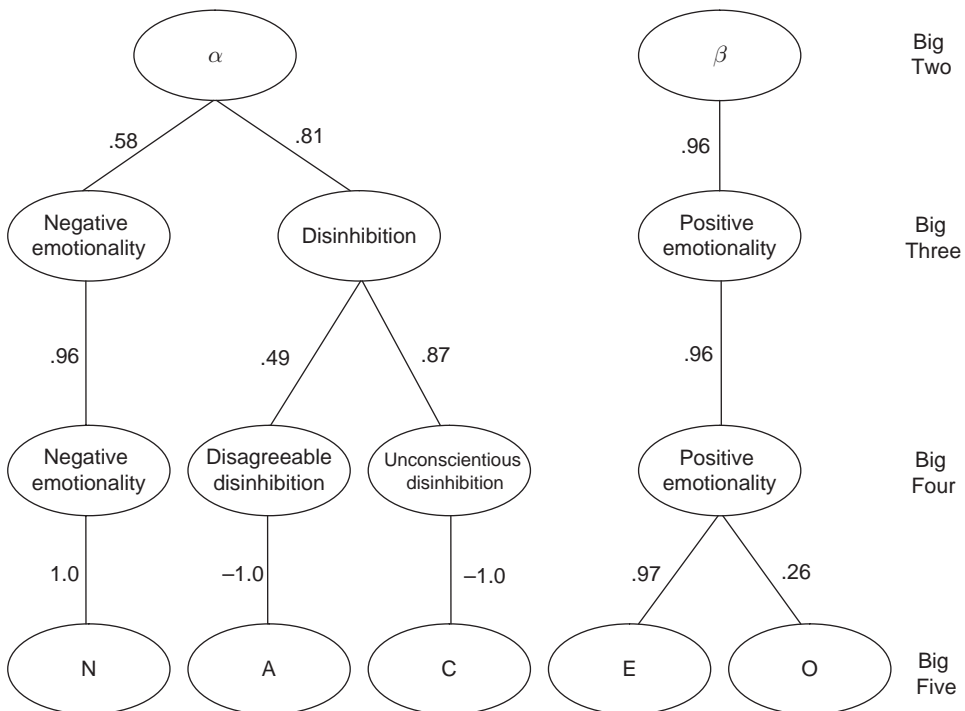 α
β
Big
Two
.58
.81
.96
Negative
emotionality
Disinhibition
Positive
emotionality
Big
Three
.96
.49
.87
.96
Negative
emotionality
Disagreeable
disinhibition
Unconscientious
disinhibition
Positive
emotionality
Big
Four
1.0
–1.0
–1.0
.97
.26
N
A
C
E
O
Big
Five